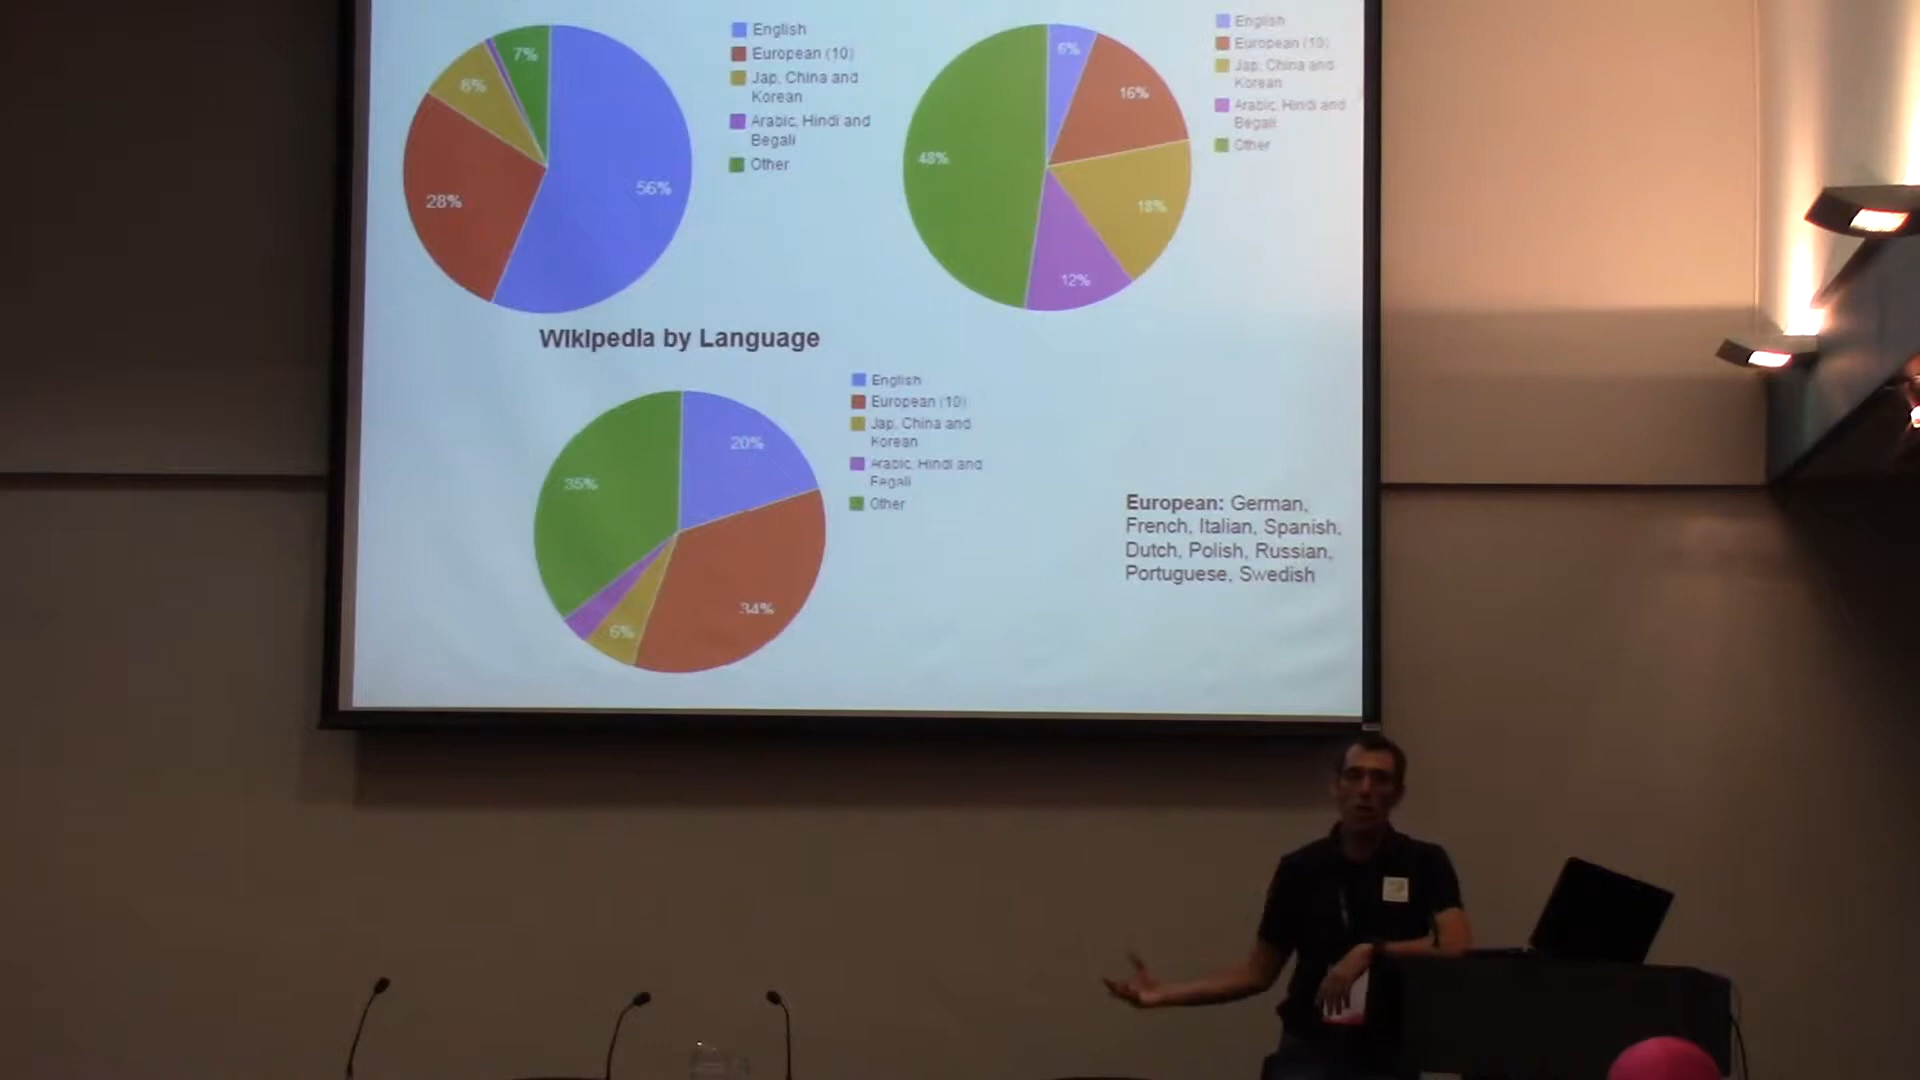 English
European (10)
Jap, China and
Korean
Arabic, Hindi and
Begali
Other
7%
8%
28%
56%
English
European (10)
Jap, China and
Korean
Arabic, Hindi and
Begali
Other
6%
16%
18%
12%
48%
Wikipedia by Language
English
European (10)
Jap, China and
Korean
Arabic, Hindi and
Begali
Other
20%
34%
6%
35%
European: German,
French, Italian, Spanish,
Dutch, Polish, Russian,
Portuguese, Swedish